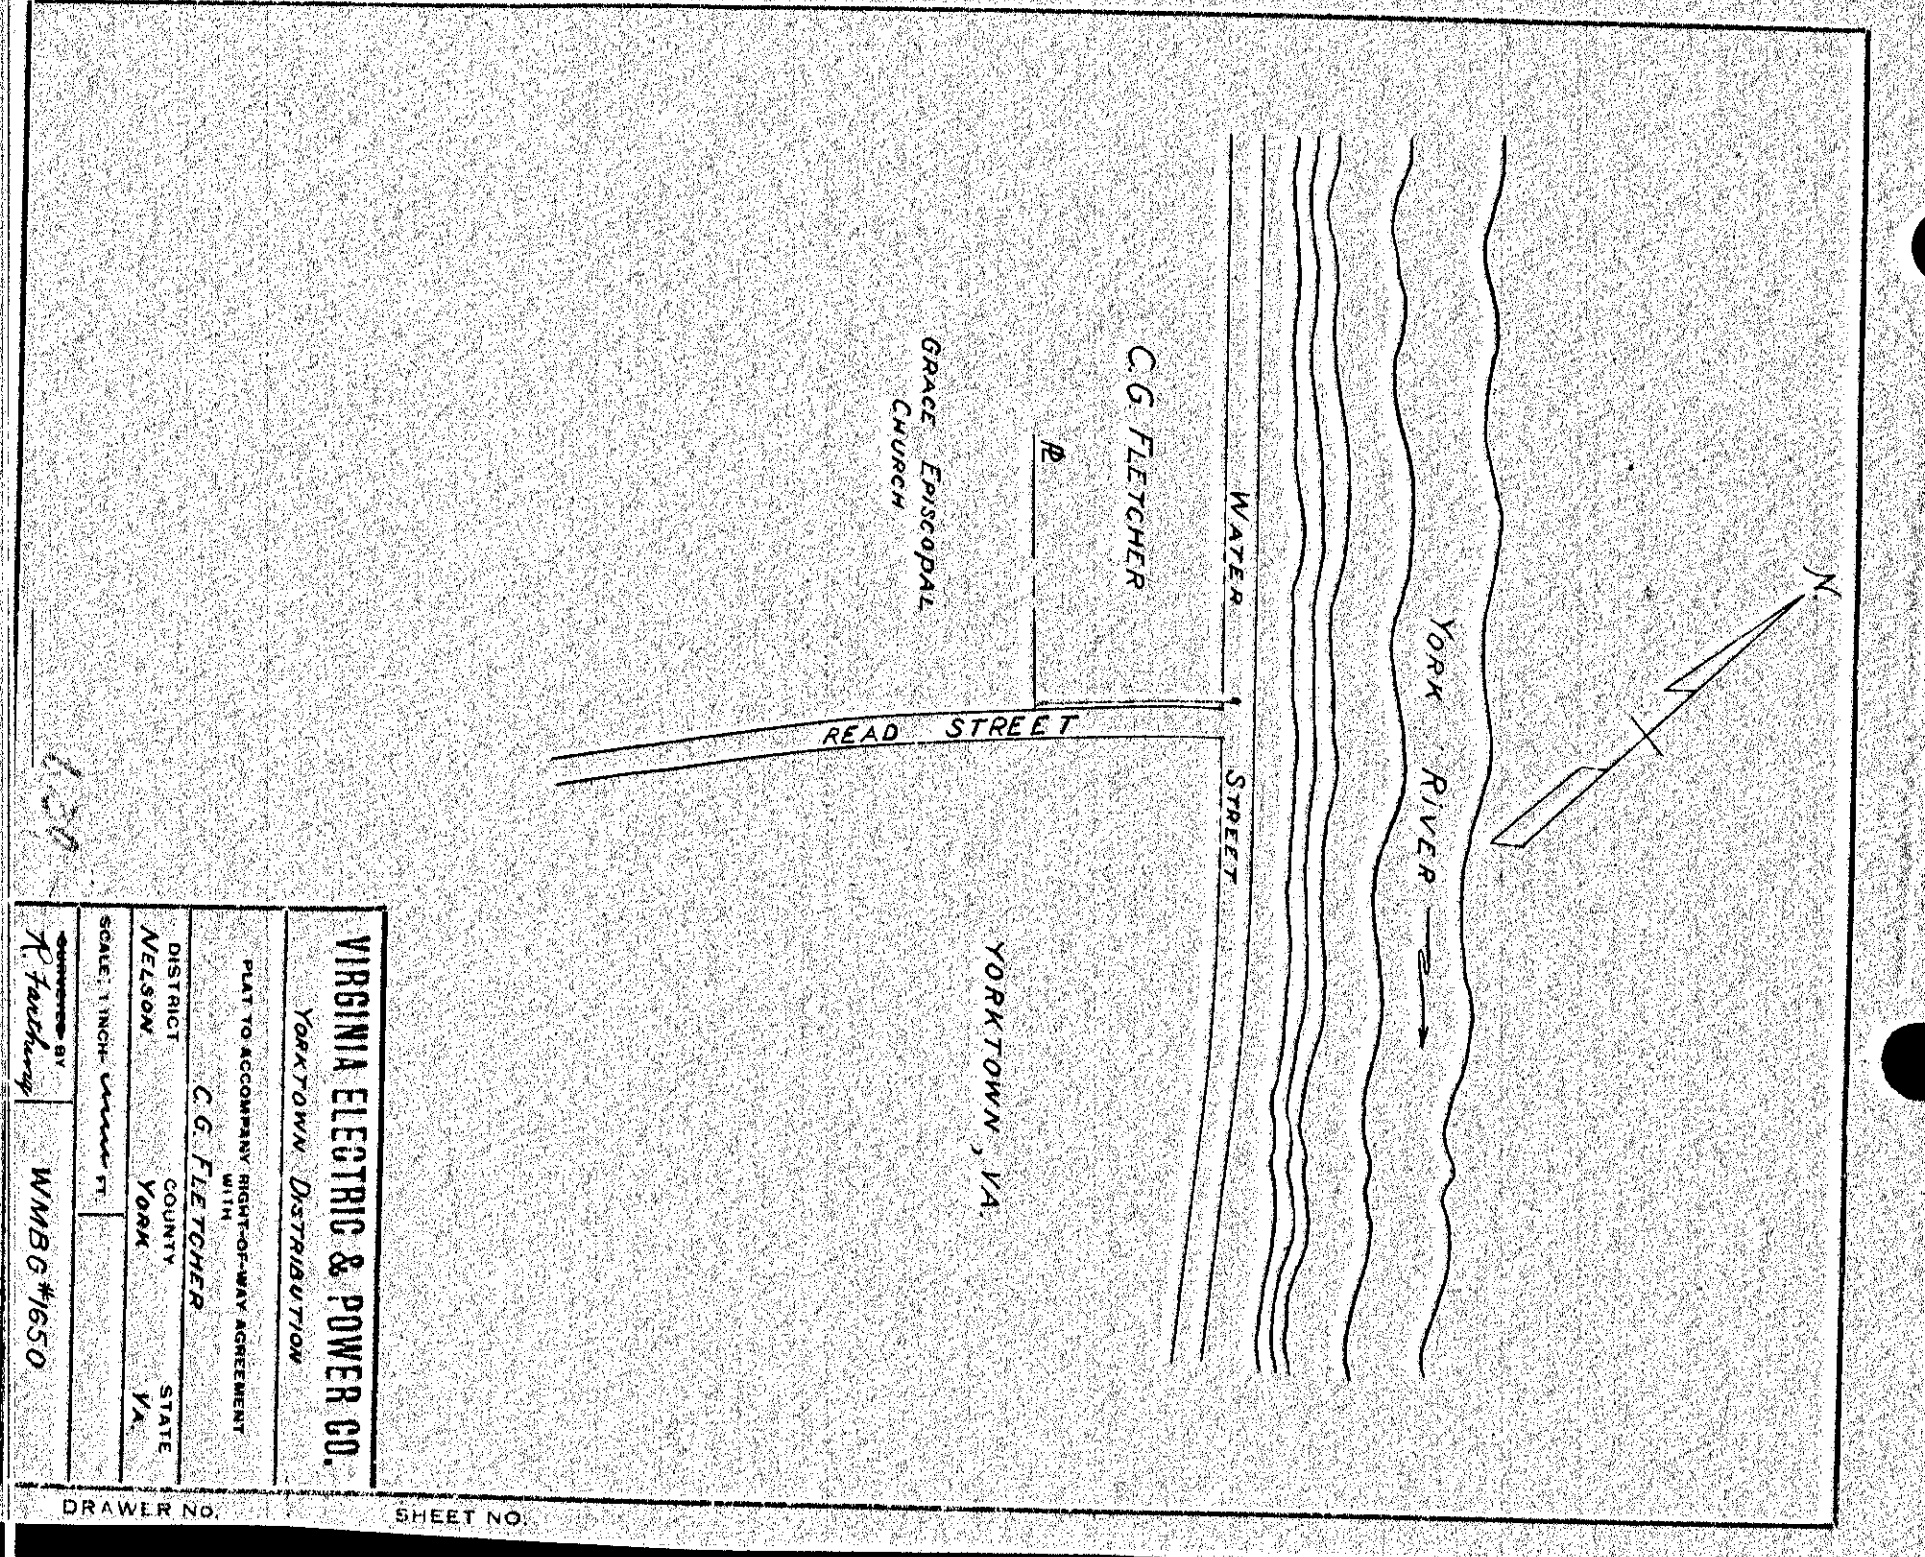 N.
YORK RIVER
WATER STREET
C.G. FLETCHER
PL
GRACE EPISCOPAL
CHURCH
READ STREET
YORKTOWN, VA.
VIRGINIA ELECTRIC & POWER CO.
YORKTOWN DISTRIBUTION
PLAT TO ACCOMPANY RIGHT-OF-WAY AGREEMENT
WITH
C.G. FLETCHER
DISTRICT COUNTY STATE
NELSON YORK VA.
SCALE, 1 INCH- FT.
BY
WMBG #1650
DRAWER NO. SHEET NO.